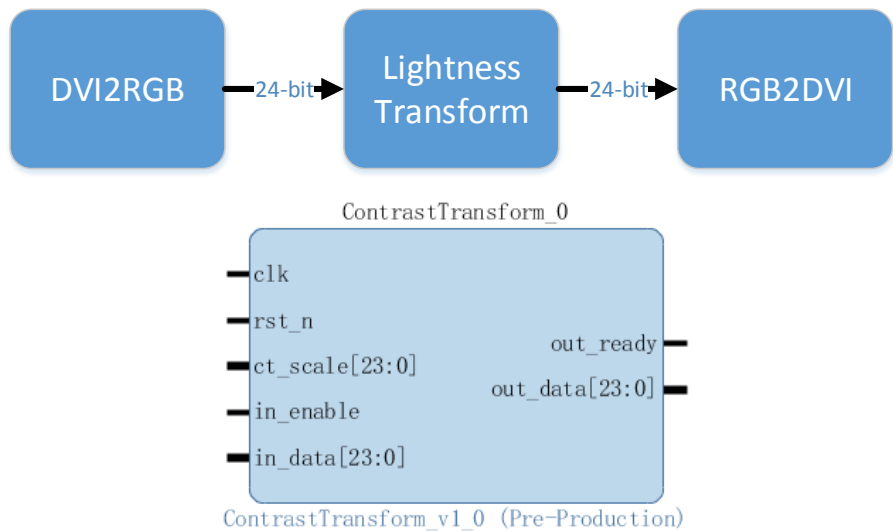 DVI2RGB
24-bit
Lightness
Transform
24-bit
RGB2DVI
ContrastTransform_0
clk
rst_n
ct_scale[23:0]
in_enable
in_data[23:0]
out_ready
out_data[23:0]
ContrastTransform_v1_0 (Pre-Production)